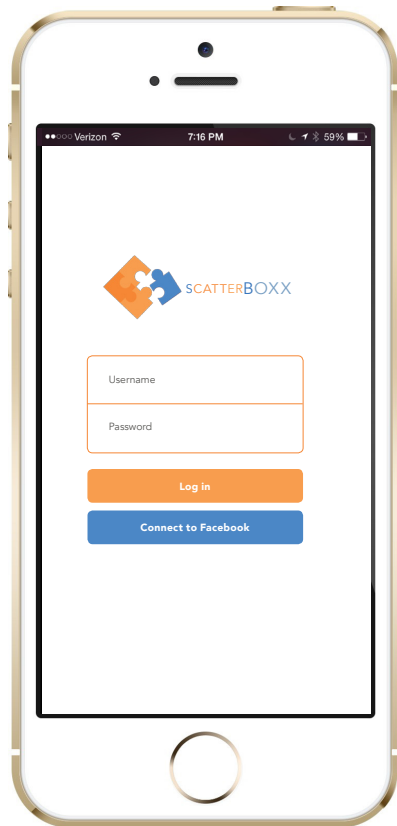 Verizon 7:16 PM 59%
SCATTERBOXX
Username
Password
Log in
Connect to Facebook